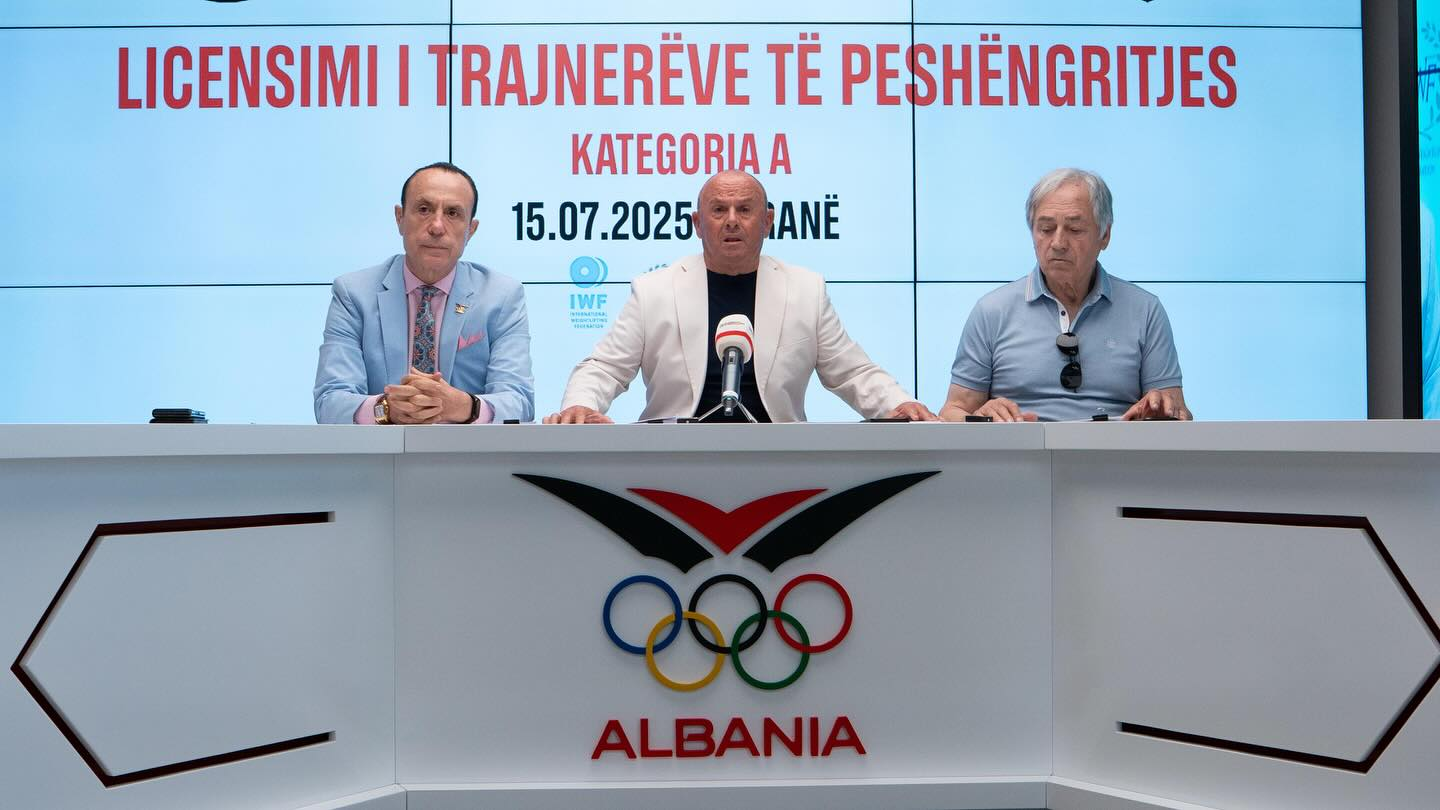 LICENSIMI I TRAJNERËVE TË PESHËNGRITJES
KATEGORIA A
15.07.2025
IWF
INTERNATIONAL
WEIGHTLIFTING
FEDERATION
ALBANIA